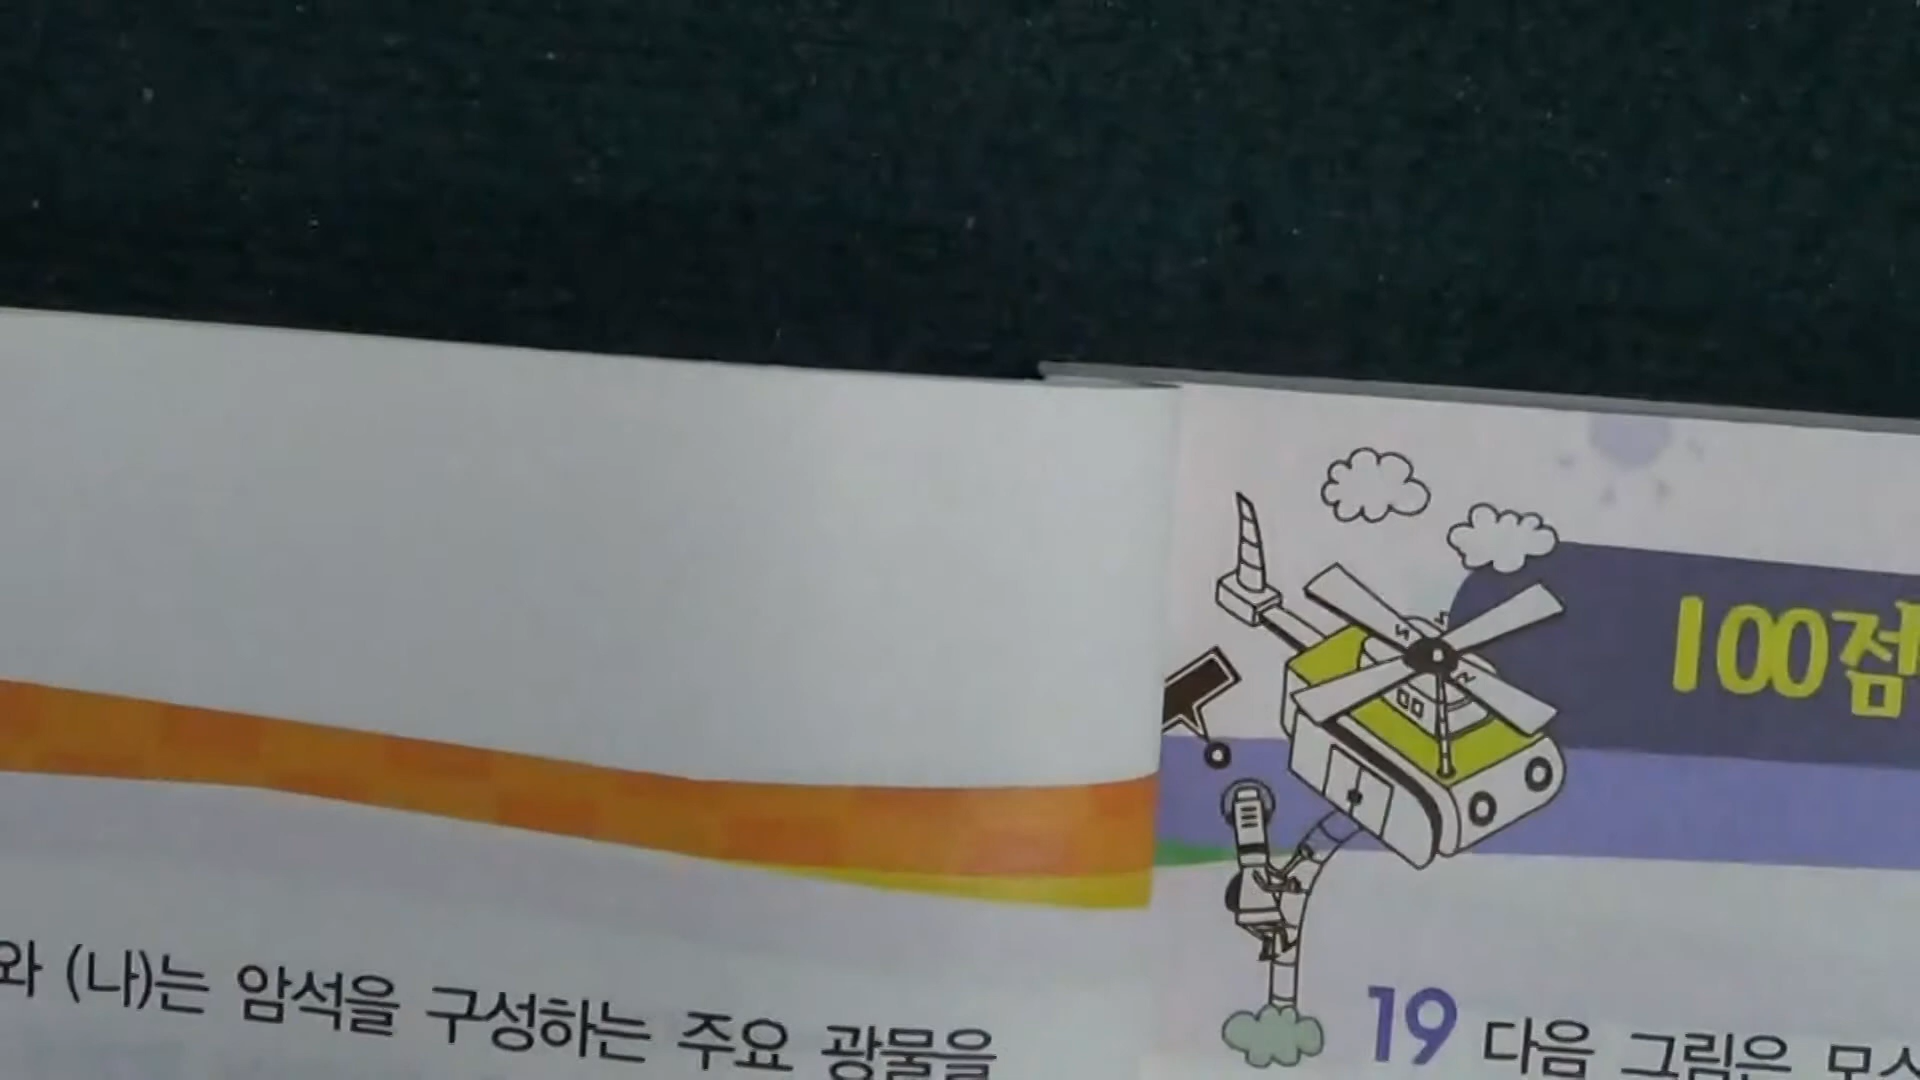 와 (나)는 암석을 구성하는 주요 광물을
100점
19 다음 그림은